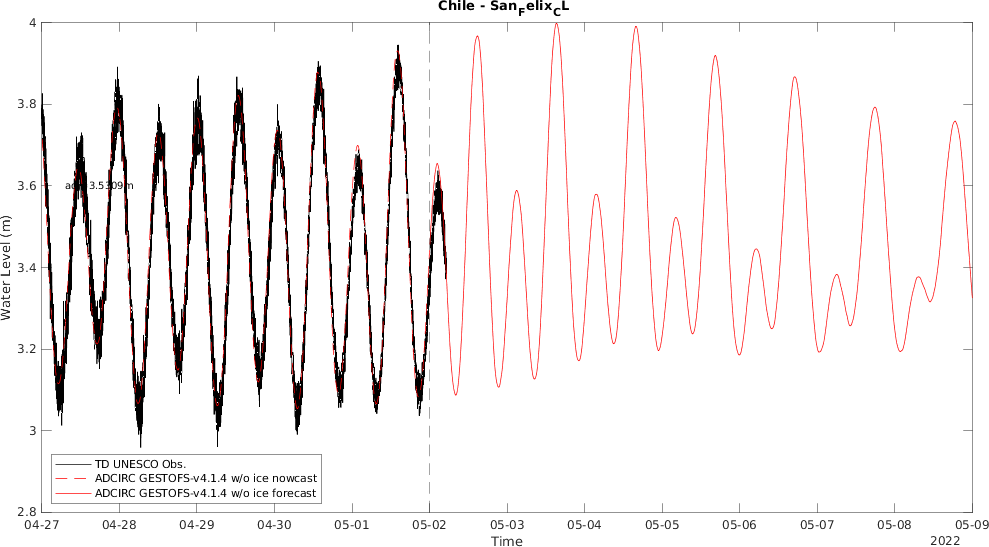 Chile - SanFelixCL
4
3.8
3.6
3.4
3.2
3
2.8
Water Level (m)
3.5309m
TD UNESCO Obs.
ADCIRC GESTOFS-v4.1.4 w/o ice nowcast
ADCIRC GESTOFS-v4.1.4 w/o ice forecast
04-27 04-28 04-29 04-30 05-01 05-02 05-03 05-04 05-05 05-06 05-07 05-08 05-09
Time
2022